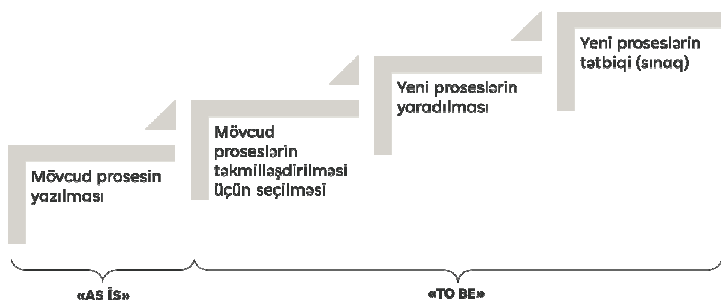 Mövcud prosesin
yazılması
Mövcud
proseslərin
təkmilləşdirilməsi
üçün seçilməsi
Yeni proseslərin
yaradılması
Yeni proseslərin
tətbiqi (sınaq)
«AS İS»
«TO BE»